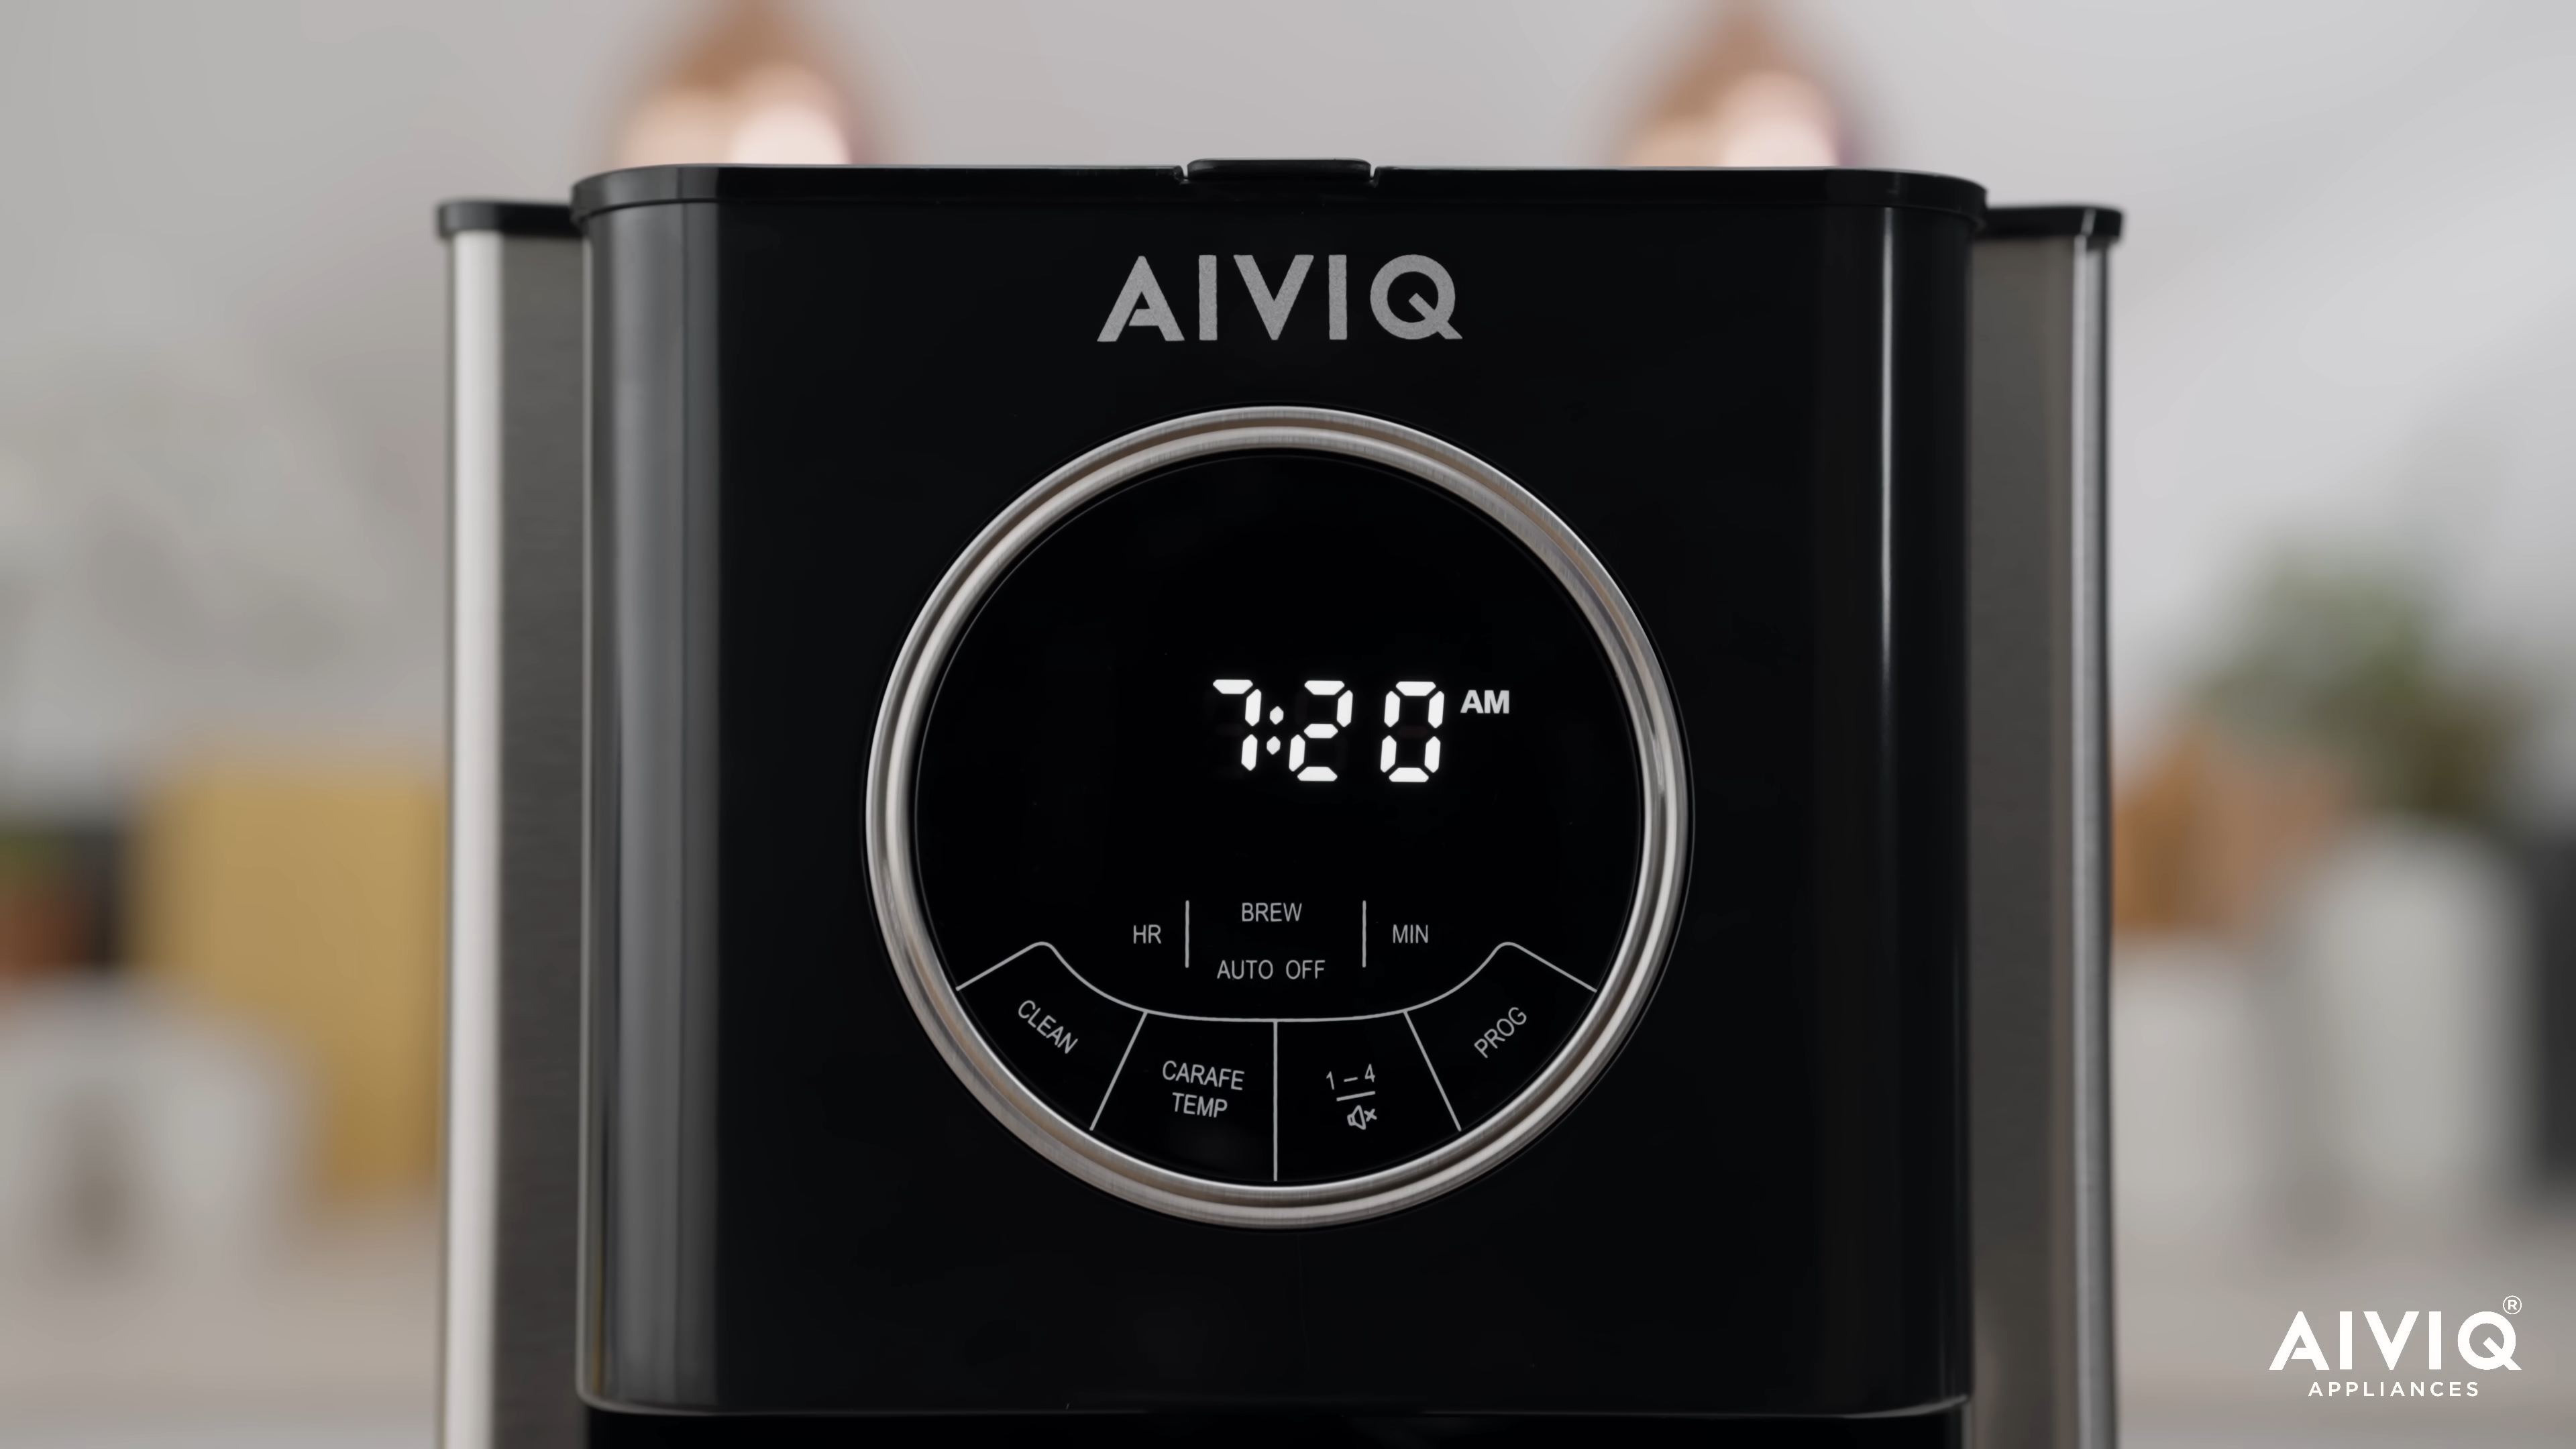 AIVIQ
7:20 AM
BREW
HR
MIN
AUTO OFF
CLEAN
CARAFE
TEMP
1 – 4
PROG
AIVIQ®
APPLIANCES